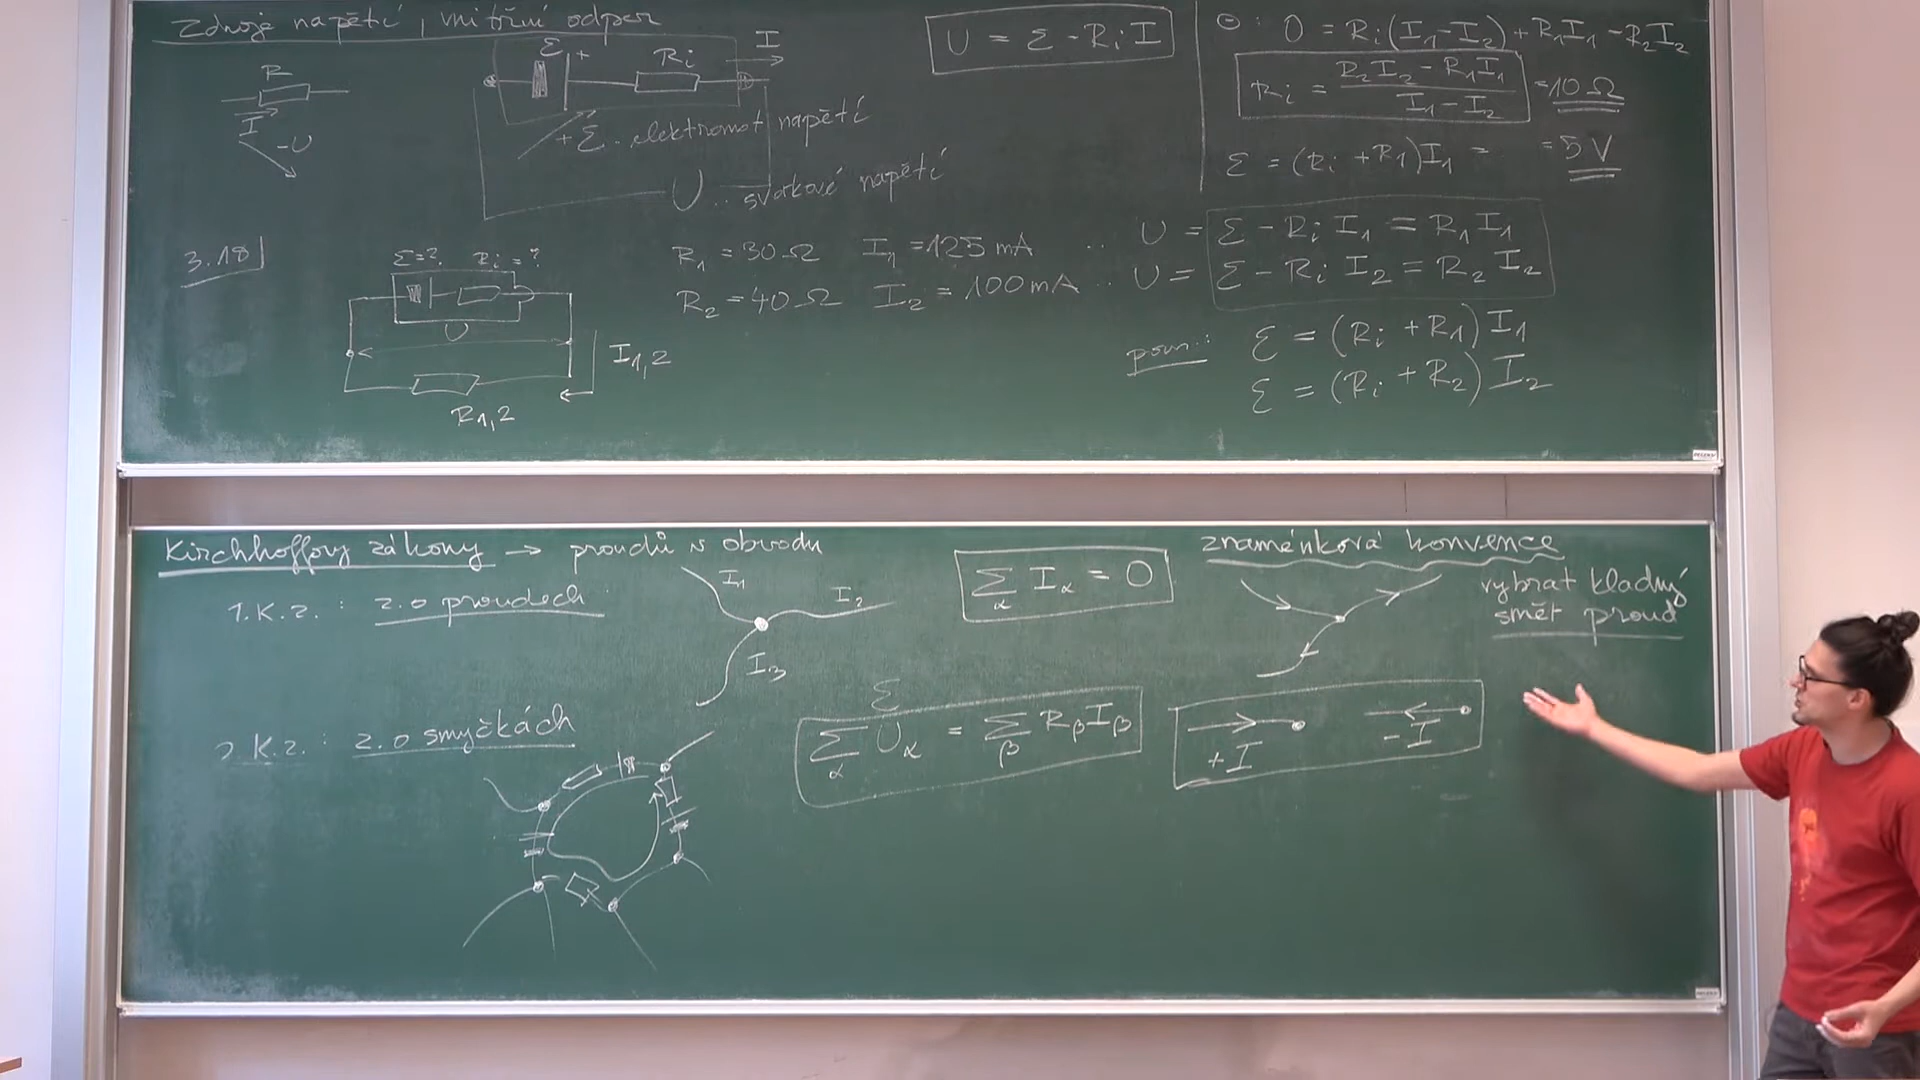 Zdroje napětí, vnitřní odpor
R
I
-U
ε +
Ri
I
+ ε .. elektromot napětí
U .. svorkové napětí
U = ε - Ri I
⊖: 0 = Ri(I1-I2) + R1I1 - R2I2
Ri = (R2I2 - R1I1) / (I1 - I2) = 10 Ω
ε = (Ri + R1)I1 = = 5 V
3.18
ε=? Ri = ?
U
I1,2
R1,2
R1 = 30 Ω I1 = 125 mA .. U = ε - Ri I1 = R1 I1
R2 = 40 Ω I2 = 100 mA .. U = ε - Ri I2 = R2 I2
porn.: ε = (Ri + R1) I1
ε = (Ri + R2) I2
Kirchhoffovy zákony → proudů v obvodu
1.K.z. : z. o proudech
I1
I2
I3
∑α Iα = 0
znaménková konvence
vybrat kladný
směr proud
2.K.z. : z. o smyčkách
ε
∑α Uα = ∑β Rβ Iβ
+I
-I